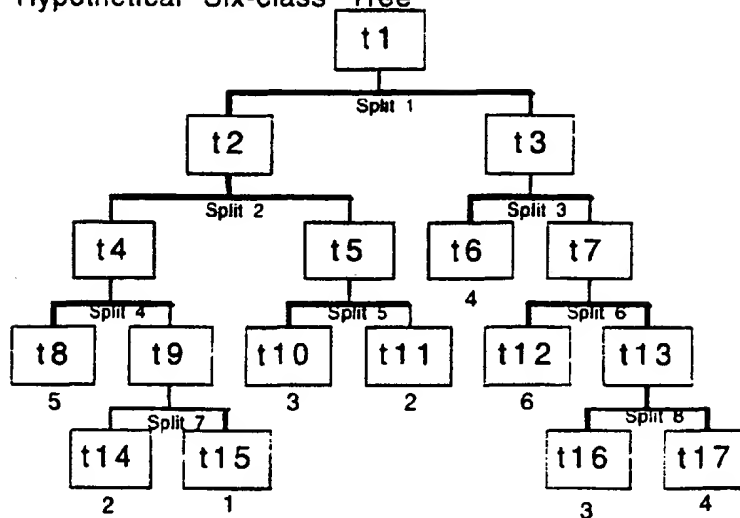 Hypothetical Six-class Tree
t1
Split 1
t2 t3
Split 2 Split 3
t4 t5 t6 t7
4
Split 4 Split 5 Split 6
t8 t9 t10 t11 t12 t13
5 3 2 6
Split 7 Split 8
t14 t15 t16 t17
2 1 3 4